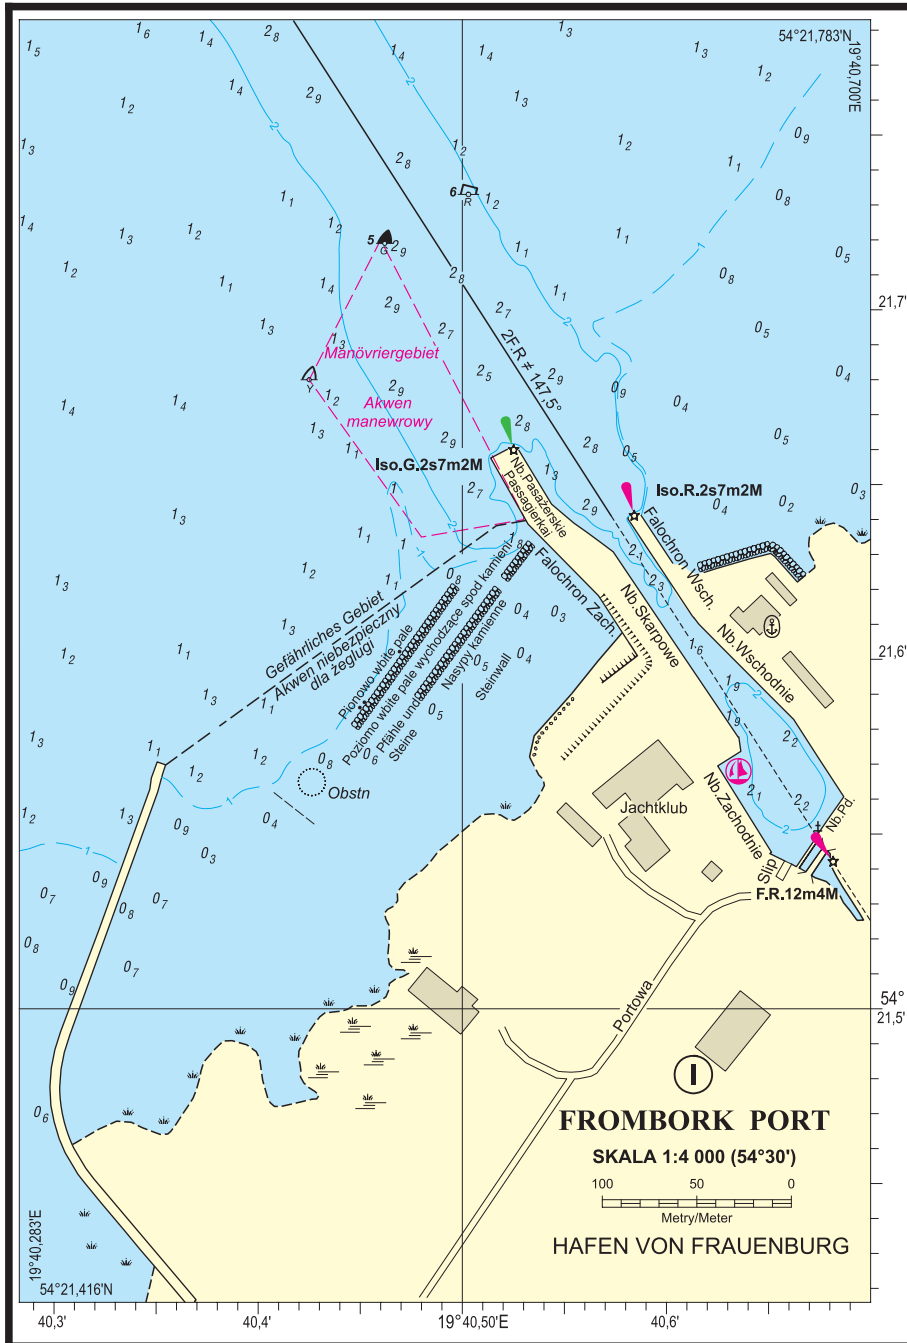 54°21,783'N
19°40,700'E
6
R
5
G
21,7'
2F.R ≠ 147,5°
Manövriergebiet
Y
Akwen
manewrowy
Iso.G.2s7m2M
Nb.Pasażerskie
Passagierkai
Iso.R.2s7m2M
Falochron Wsch.
Falochron Zach.
Nb.Skarpowe
Nb.Wschodnie
Gefährliches Gebiet
Akwen niebezpieczny
dla żeglugi
Pionowo wbite pale
Poziomo wbite pale wychodzące spod kamieni
Pfähle und
Steine
Nasypy kamienne
Steinwall
21,6'
Obstn
Jachtklub
Nb.Zachodnie
Nb.Pd.
Slip
F.R.12m4M
Portowa
54°
21,5'
I
FROMBORK PORT
SKALA 1:4 000 (54°30')
100 50 0
Metry/Meter
HAFEN VON FRAUENBURG
19°40,283'E
54°21,416'N
40,3' 40,4' 19°40,50'E 40,6'